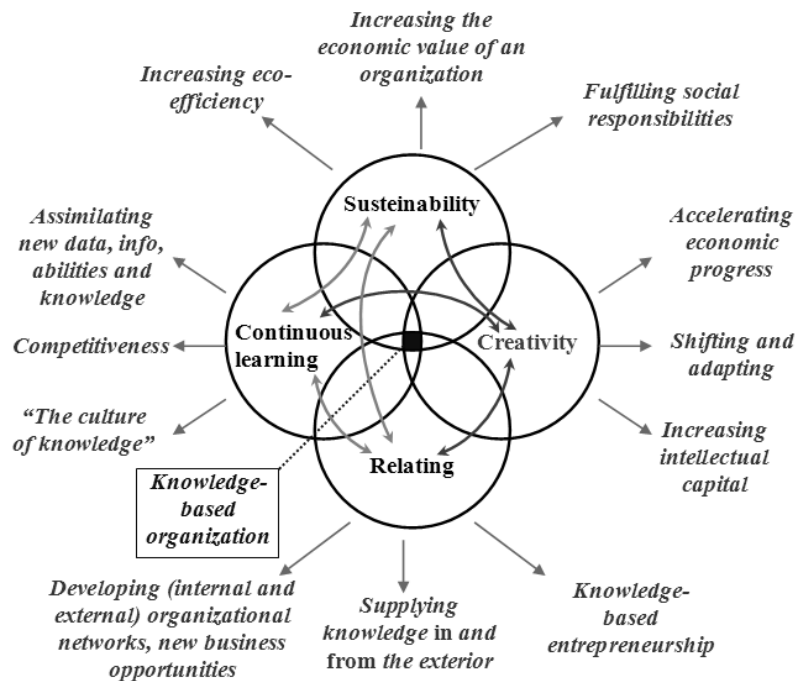 Increasing the
economic value of an
organization
Increasing eco-
efficiency
Fulfilling social
responsibilities
Susteinability
Assimilating
new data, info,
abilities and
knowledge
Accelerating
economic
progress
Continuous
learning
Creativity
Competitiveness
Shifting and
adapting
“The culture
of knowledge”
Relating
Increasing
intellectual
capital
Knowledge-
based
organization
Developing (internal and
external) organizational
networks, new business
opportunities
Supplying
knowledge in and
from the exterior
Knowledge-
based
entrepreneurship